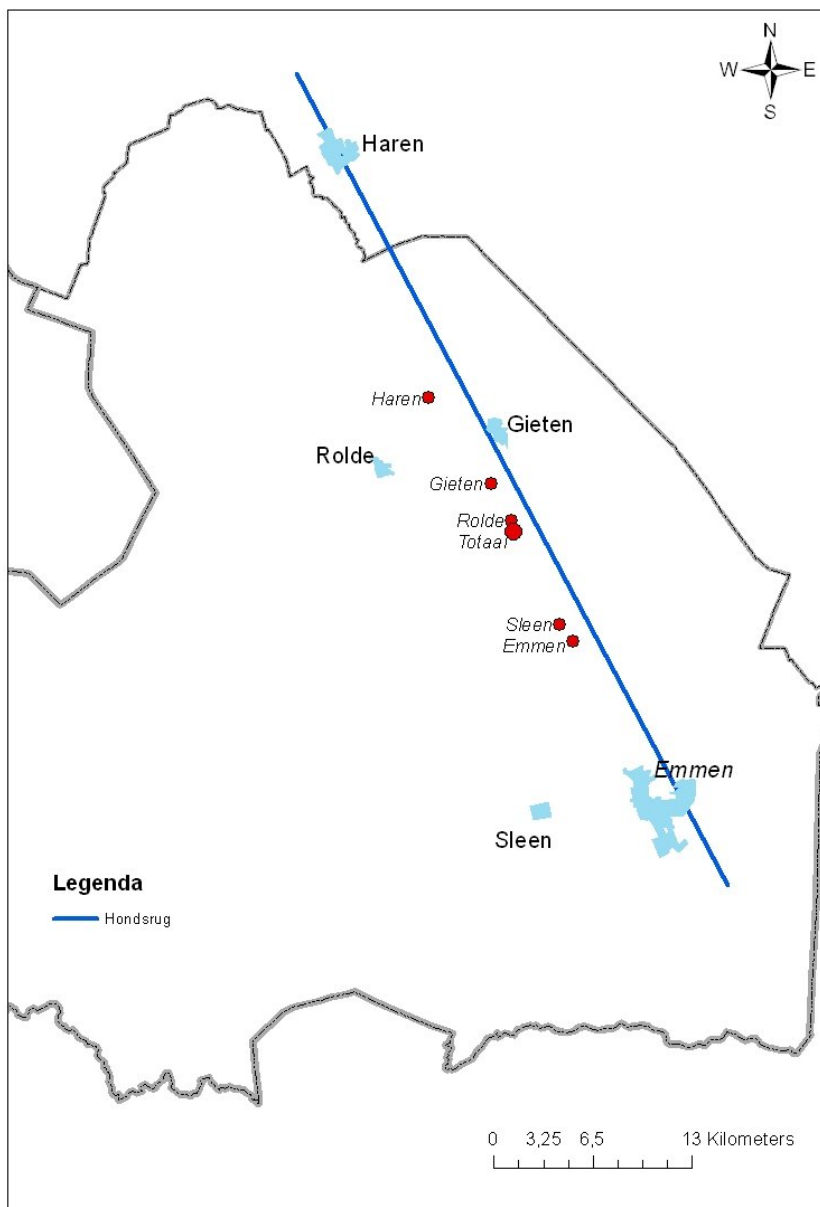 N
W E
S
Haren
Haren
Gieten
Rolde
Gieten
Rolde
Totaal
Sleen
Emmen
Emmen
Sleen
Legenda
Hondsrug
0 3,25 6,5 13 Kilometers